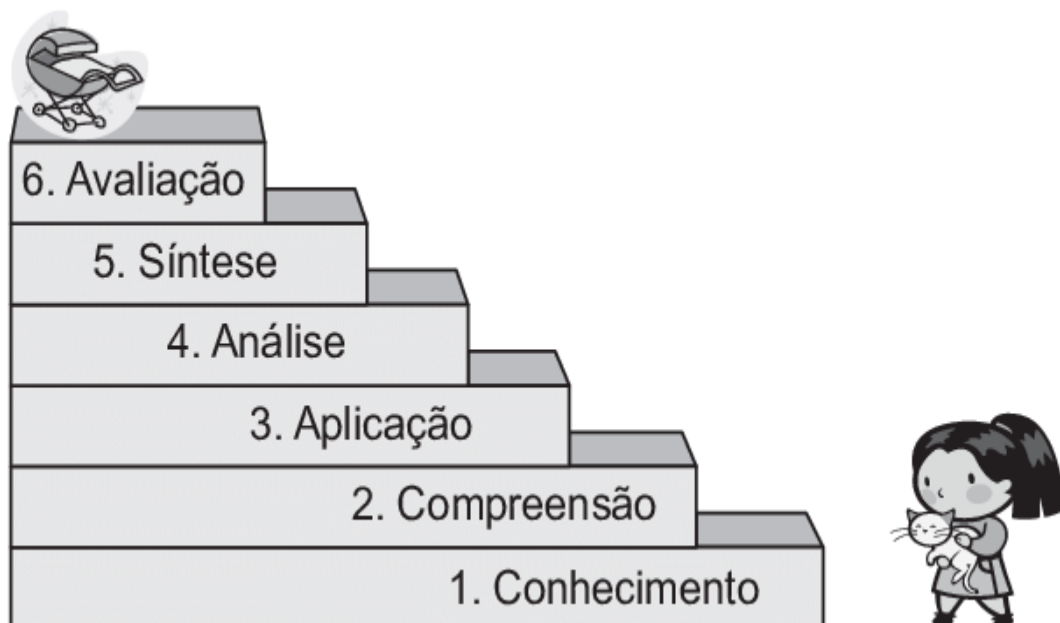 6. Avaliação
5. Síntese
4. Análise
3. Aplicação
2. Compreensão
1. Conhecimento